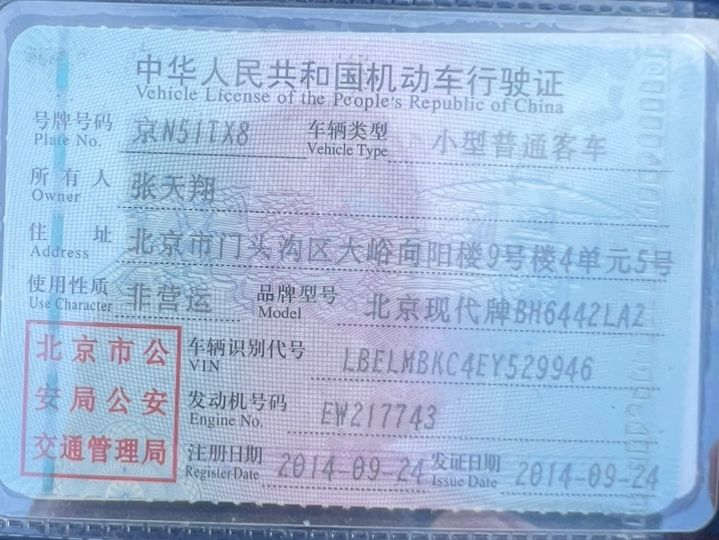 中华人民共和国机动车行驶证
Vehicle License of the People's Republic of China
号牌号码 京N51TX8 车辆类型 小型普通客车
Plate No. Vehicle Type
所有人 张天翔
Owner
住址 北京市门头沟区大峪向阳楼9号楼4单元5号
Address
使用性质 非营运 品牌型号 北京现代牌BH6442LAZ
Use Character Model
北京市公安局公安交通管理局
车辆识别代号 LBELMBKC4EY529946
VIN
发动机号码 EW217743
Engine No.
注册日期 2014-09-24 发证日期 2014-09-24
Register Date Issue Date